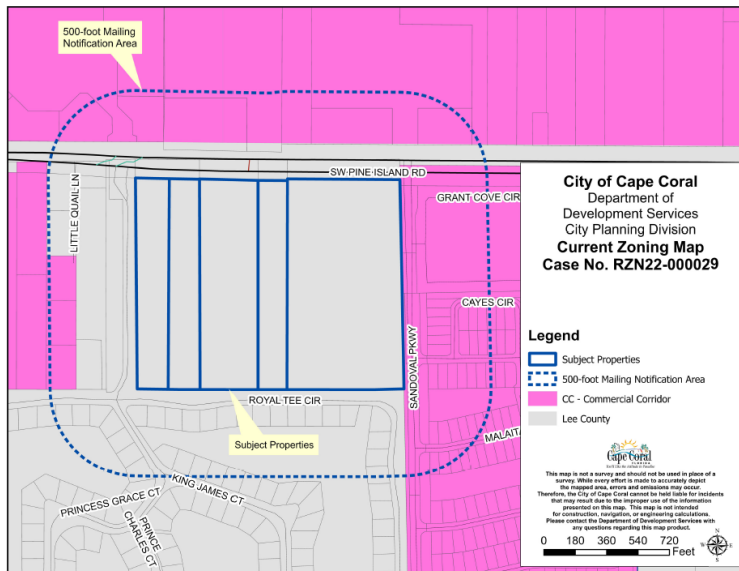 500-foot Mailing
Notification Area
SW PINE ISLAND RD
LITTLE QUAIL LN
GRANT COVE CIR
CAYES CIR
SANDOVAL PKWY
ROYAL TEE CIR
Subject Properties
MALAITA
KING JAMES CT
PRINCESS GRACE CT
PRINCE
CHARLES CT
City of Cape Coral
Department of
Development Services
City Planning Division
Current Zoning Map
Case No. RZN22-000029
Legend
Subject Properties
500-foot Mailing Notification Area
CC - Commercial Corridor
Lee County
Cape Coral
This map is not a survey and should not be used in place of a
survey. While every effort is made to accurately depict
the mapped area, errors and omissions may occur.
Therefore, the City of Cape Coral cannot be held liable for incidents
that may result due to the improper use of the information
presented on this map. This map is not intended
for construction, navigation, or engineering calculations.
Please contact the Department of Development Services with
any questions regarding this map product.
0 180 360 540 720
Feet
N
W E
S